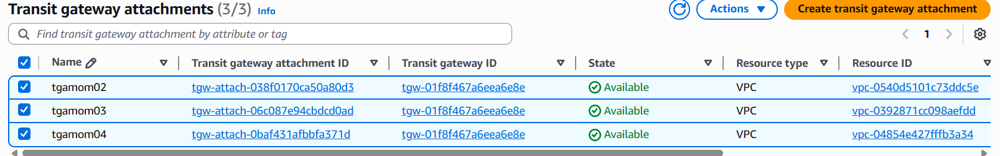 Transit gateway attachments (3/3) Info Actions Create transit gateway attachment
Find transit gateway attachment by attribute or tag 1
Name Transit gateway attachment ID Transit gateway ID State Resource type Resource ID
tgamom02 tgw-attach-038f0170ca50a80d3 tgw-01f8f467a6eea6e8e Available VPC vpc-0540d5101c73ddc5e
tgamom03 tgw-attach-06c087e94cbdcd0ad tgw-01f8f467a6eea6e8e Available VPC vpc-0392871cc098aefdd
tgamom04 tgw-attach-0baf431afbbfa371d tgw-01f8f467a6eea6e8e Available VPC vpc-04854e427fffb3a34